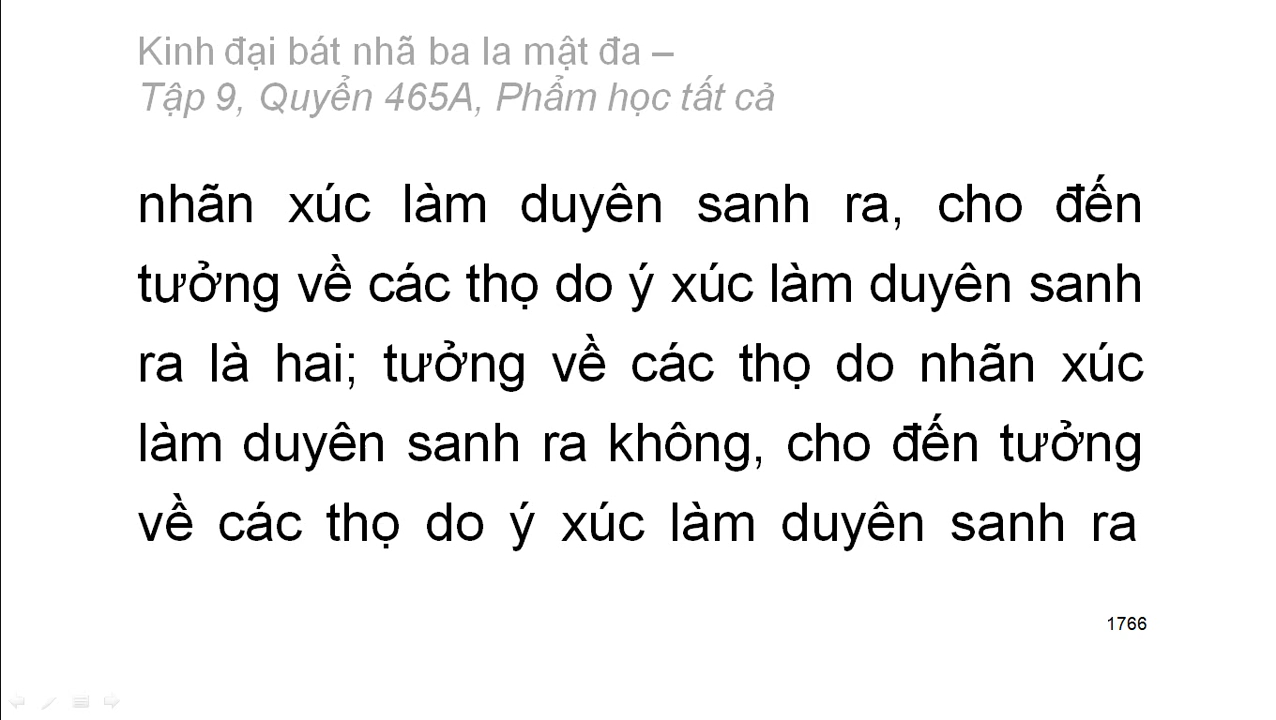 Kinh đại bát nhã ba la mật đa –
Tập 9, Quyển 465A, Phẩm học tất cả
nhãn xúc làm duyên sanh ra, cho đến
tưởng về các thọ do ý xúc làm duyên sanh
ra là hai; tưởng về các thọ do nhãn xúc
làm duyên sanh ra không, cho đến tưởng
về các thọ do ý xúc làm duyên sanh ra
1766